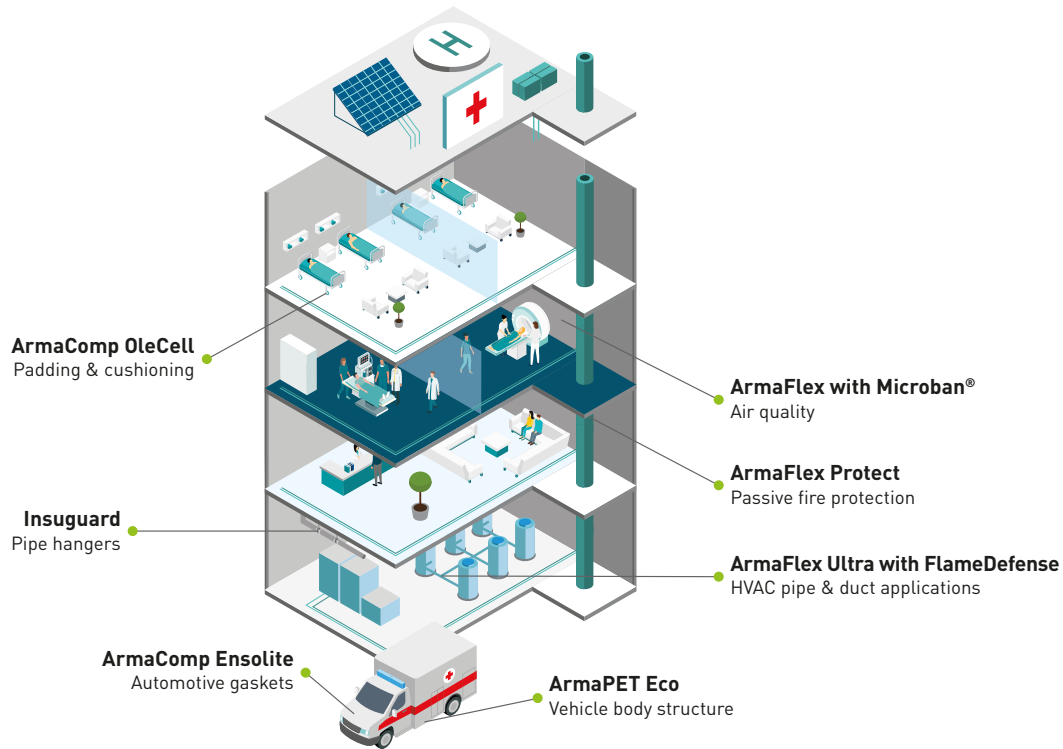 H
ArmaComp OleCell
Padding & cushioning
ArmaFlex with Microban®
Air quality
ArmaFlex Protect
Passive fire protection
Insuguard
Pipe hangers
ArmaFlex Ultra with FlameDefense
HVAC pipe & duct applications
ArmaComp Ensolite
Automotive gaskets
ArmaPET Eco
Vehicle body structure